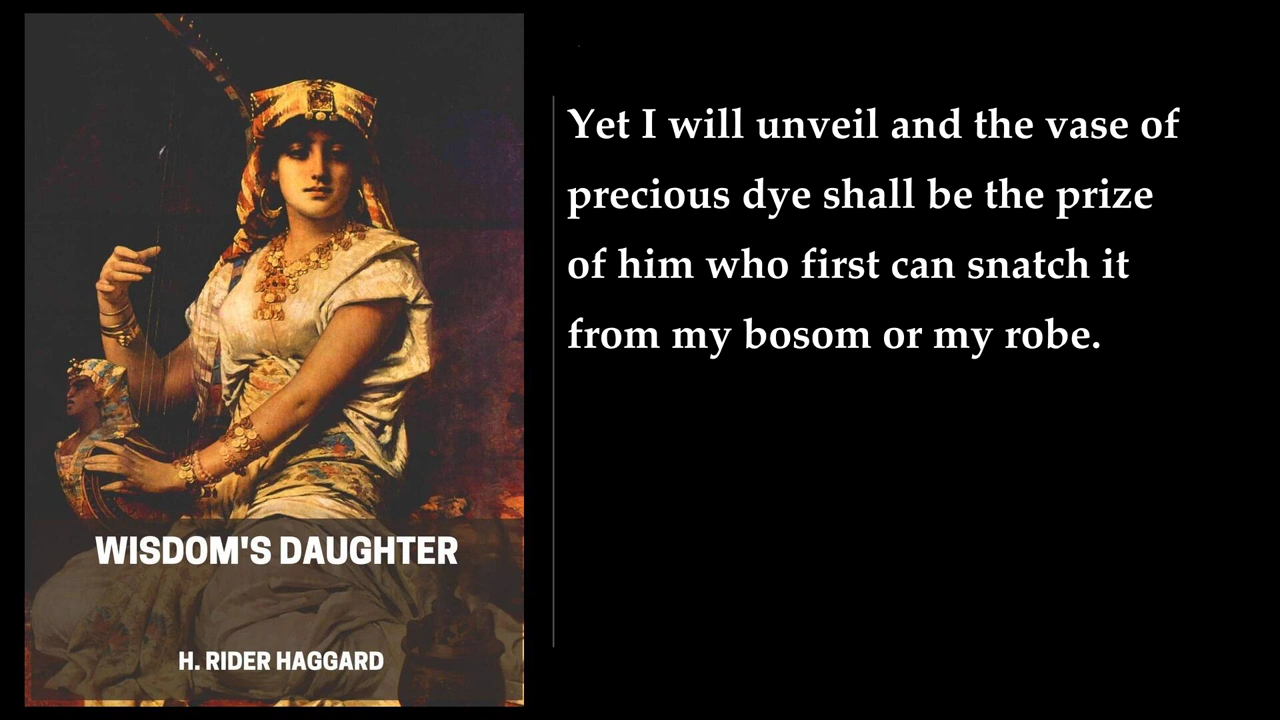 WISDOM'S DAUGHTER
H. RIDER HAGGARD
Yet I will unveil and the vase of
precious dye shall be the prize
of him who first can snatch it
from my bosom or my robe.